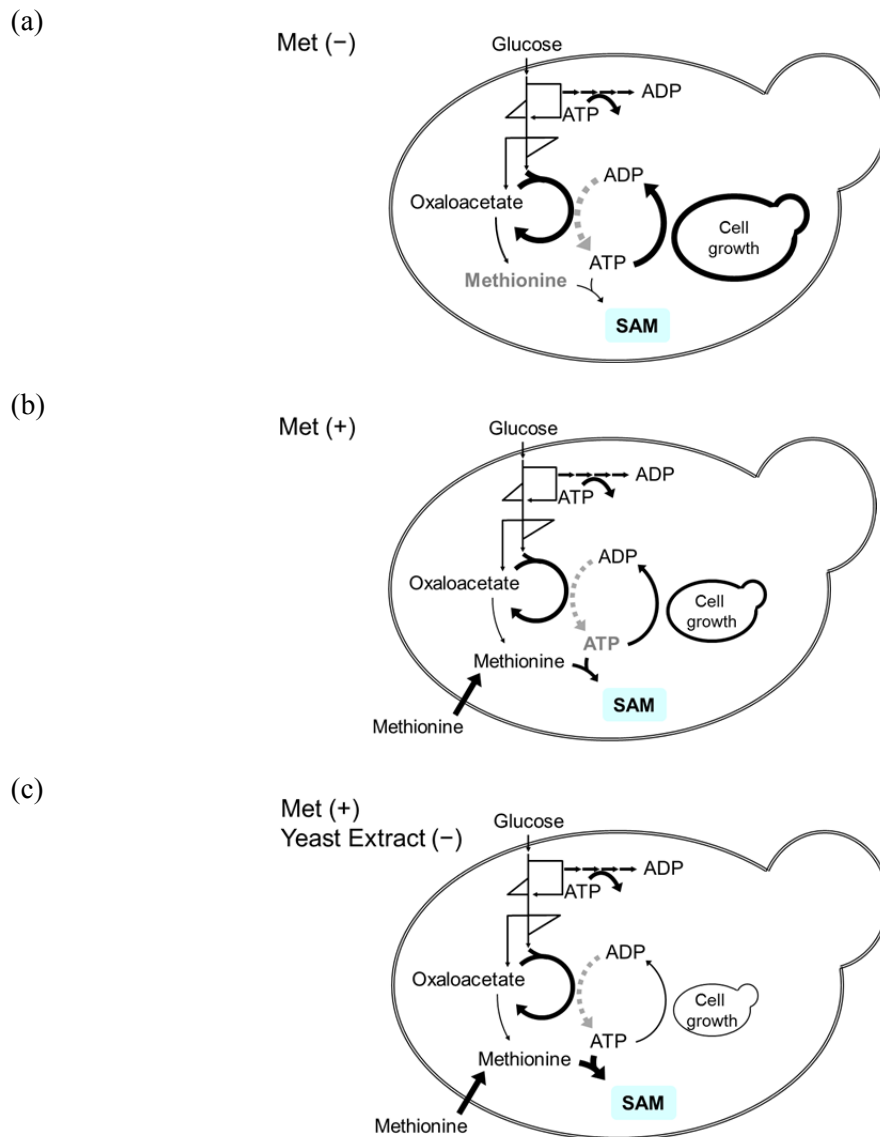 (a)
Met (−)
Glucose
ADP
ATP
ADP
Oxaloacetate
Cell
growth
ATP
Methionine
SAM
(b)
Met (+)
Glucose
ADP
ATP
ADP
Oxaloacetate
Cell
growth
ATP
Methionine
SAM
Methionine
(c)
Met (+)
Yeast Extract (−)
Glucose
ADP
ATP
ADP
Oxaloacetate
Cell
growth
ATP
Methionine
SAM
Methionine